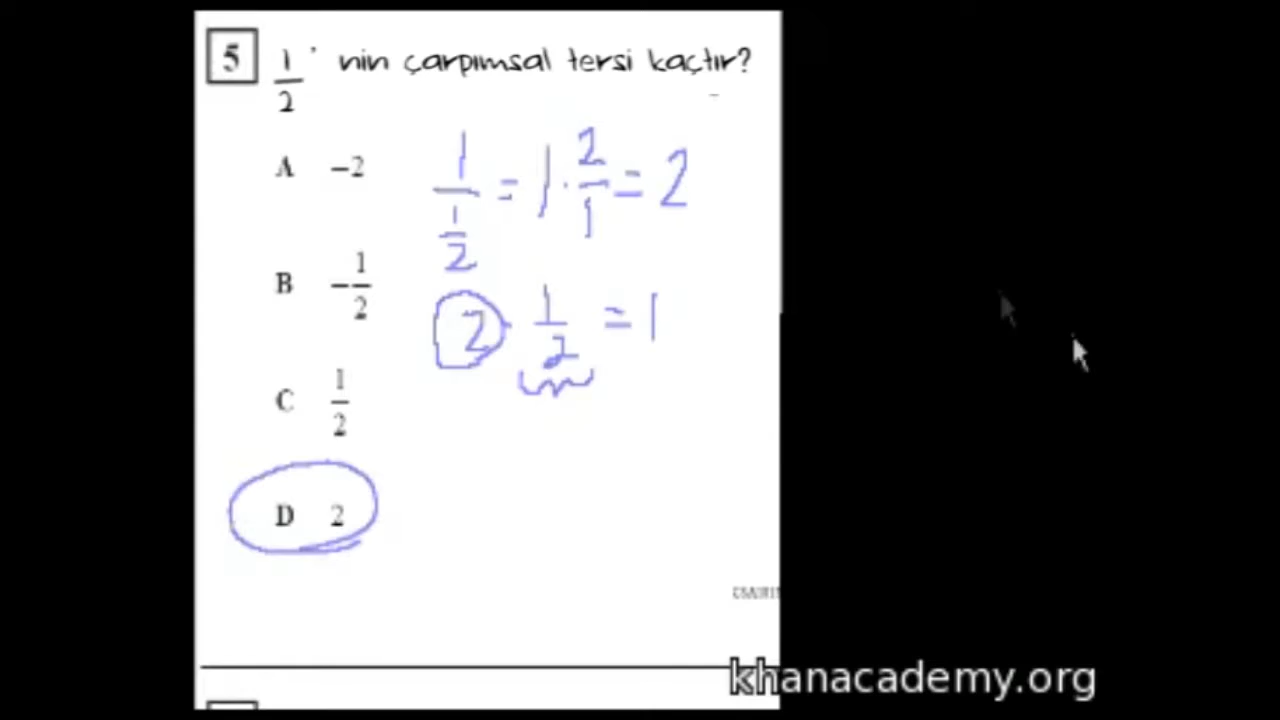 5 1/2 'nin çarpımsal tersi kaçtır?
A -2
1/(1/2) = 1 · 2/1 = 2
B -1/2
2 · 1/2 = 1
C 1/2
D 2
khanacademy.org